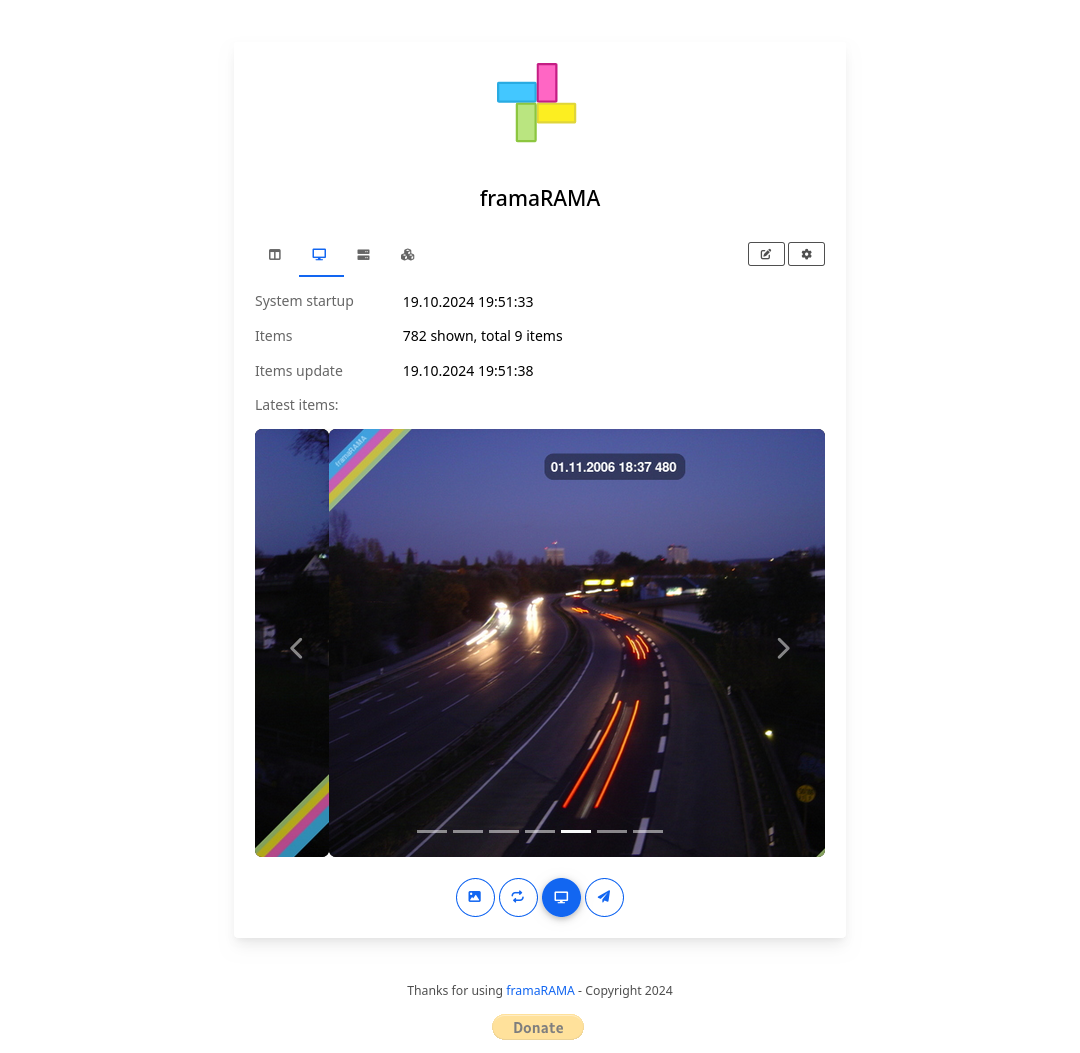 framaRAMA
System startup 19.10.2024 19:51:33
Items 782 shown, total 9 items
Items update 19.10.2024 19:51:38
Latest items:
framaRAMA
01.11.2006 18:37 480
Thanks for using framaRAMA - Copyright 2024
Donate